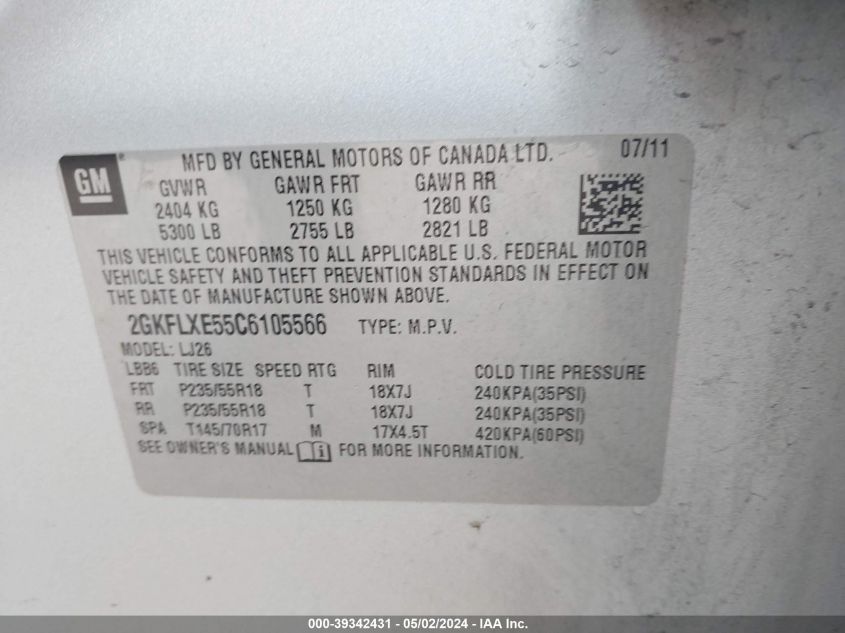 GM
MFD BY GENERAL MOTORS OF CANADA LTD. 07/11
GVWR GAWR FRT GAWR RR
2404 KG 1250 KG 1280 KG
5300 LB 2755 LB 2821 LB
THIS VEHICLE CONFORMS TO ALL APPLICABLE U.S. FEDERAL MOTOR
VEHICLE SAFETY AND THEFT PREVENTION STANDARDS IN EFFECT ON
THE DATE OF MANUFACTURE SHOWN ABOVE.
2GKFLXE55C6105566 TYPE: M.P.V.
MODEL: LJ26
LBB6 TIRE SIZE SPEED RTG RIM COLD TIRE PRESSURE
FRT P235/55R18 T 18X7J 240KPA(35PSI)
RR P235/55R18 T 18X7J 240KPA(35PSI)
SPA T145/70R17 M 17X4.5T 420KPA(60PSI)
SEE OWNER'S MANUAL i FOR MORE INFORMATION.
000-39342431 - 05/02/2024 - IAA Inc.